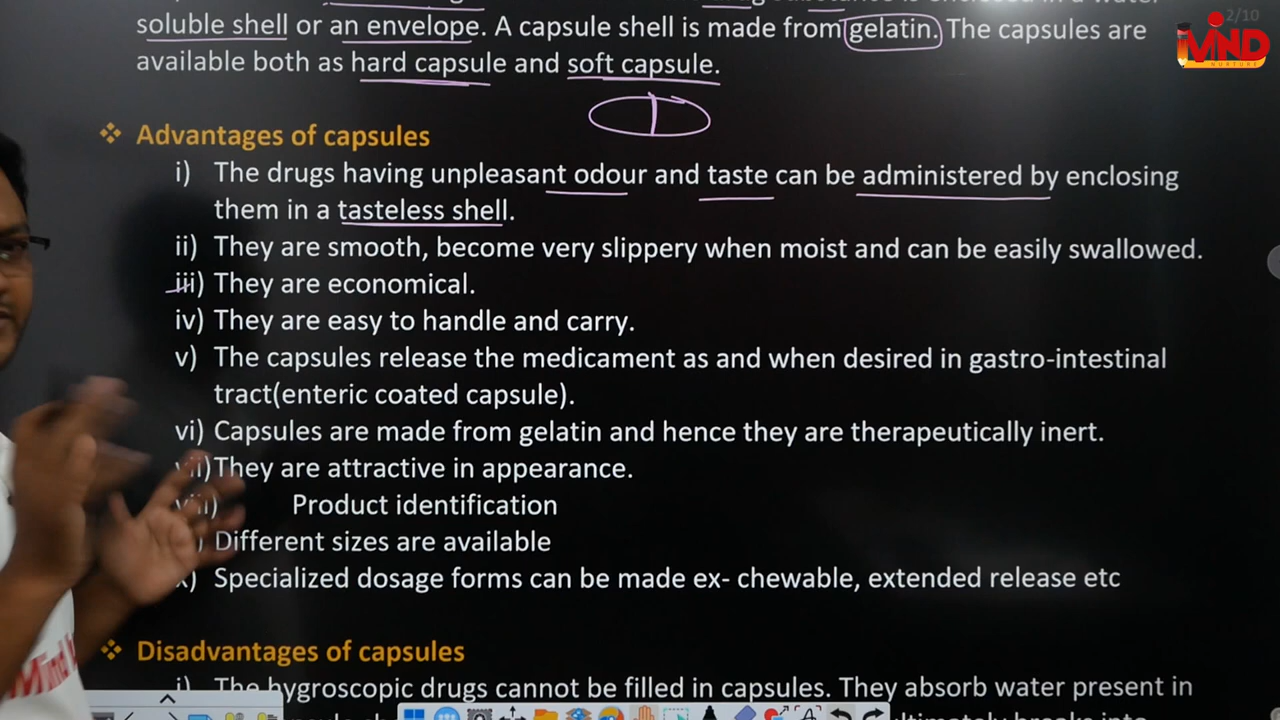 2/10
MIND
NURTURE
soluble shell or an envelope. A capsule shell is made from gelatin. The capsules are
available both as hard capsule and soft capsule.
❖ Advantages of capsules
i) The drugs having unpleasant odour and taste can be administered by enclosing
them in a tasteless shell.
ii) They are smooth, become very slippery when moist and can be easily swallowed.
iii) They are economical.
iv) They are easy to handle and carry.
v) The capsules release the medicament as and when desired in gastro-intestinal
tract(enteric coated capsule).
vi) Capsules are made from gelatin and hence they are therapeutically inert.
vii)They are attractive in appearance.
viii) Product identification
) Different sizes are available
x) Specialized dosage forms can be made ex- chewable, extended release etc
❖ Disadvantages of capsules
i) The hygroscopic drugs cannot be filled in capsules. They absorb water present in
Mind